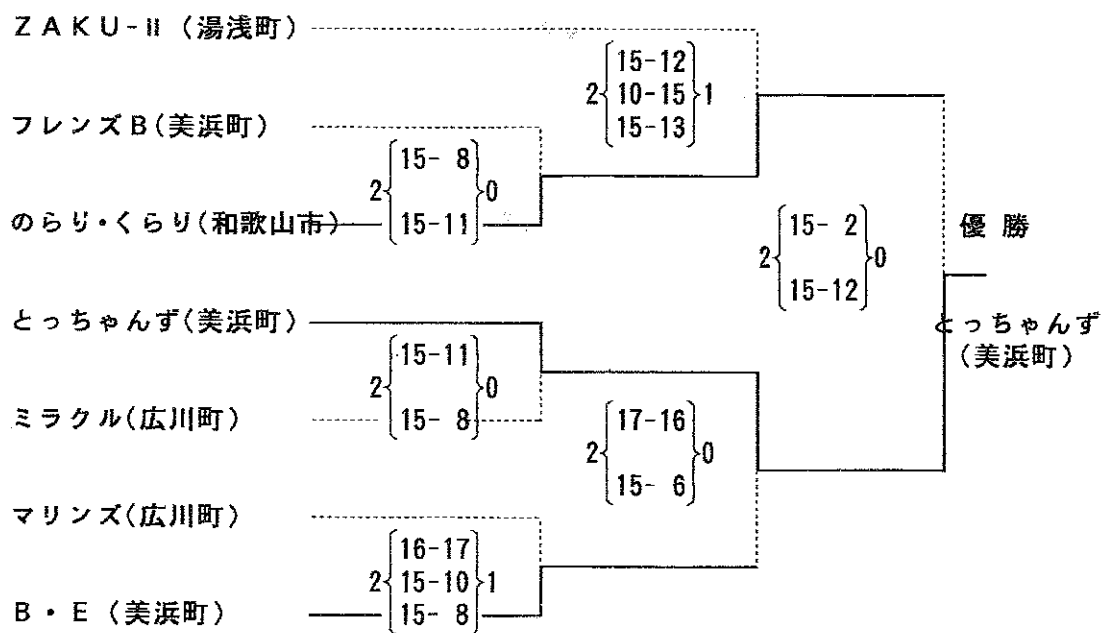 ZAKU-Ⅱ（湯浅町）
2 15-12 1
10-15
15-13
フレンズB（美浜町）
2 15- 8 0
15-11
のらり・くらり（和歌山市）
2 15- 2 0
15-12
優勝
とっちゃんず（美浜町）
とっちゃんず
（美浜町）
2 15-11 0
15- 8
ミラクル（広川町）
2 17-16 0
15- 6
マリンズ（広川町）
16-17
2 15-10 1
15- 8
B・E（美浜町）